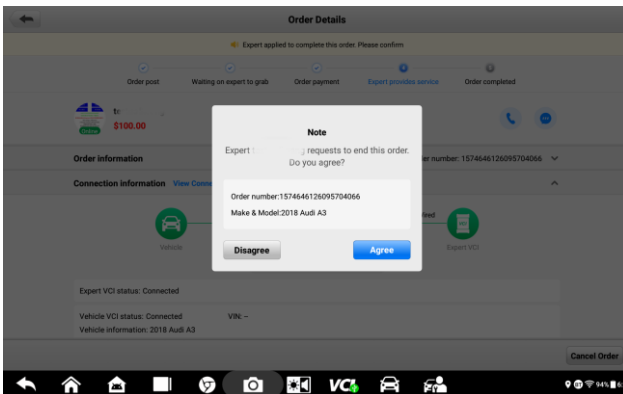 Order Details
Expert applied to complete this order. Please confirm
Order post
Waiting on expert to grab
Order payment
Expert provides service
Order completed
$100.00
Online
Note
Expert requests to end this order.
Do you agree?
Order information
er number: 1574646126095704066
Connection information View Conne
Order number:1574646126095704066
Make & Model:2018 Audi A3
Disagree
Agree
Vehicle
Expert VCI
Expert VCI status: Connected
Vehicle VCI status: Connected
VIN: –
Vehicle information: 2018 Audi A3
Cancel Order
VCI
94%